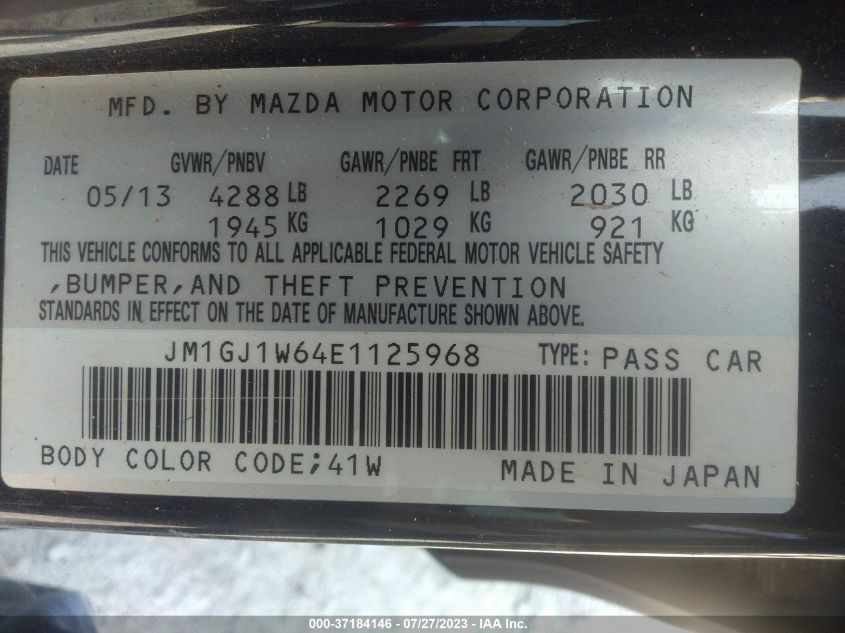 MFD. BY MAZDA MOTOR CORPORATION
DATE GVWR/PNBV GAWR/PNBE FRT GAWR/PNBE RR
05/13 4288 LB 2269 LB 2030 LB
1945 KG 1029 KG 921 KG
THIS VEHICLE CONFORMS TO ALL APPLICABLE FEDERAL MOTOR VEHICLE SAFETY
,BUMPER,AND THEFT PREVENTION
STANDARDS IN EFFECT ON THE DATE OF MANUFACTURE SHOWN ABOVE.
JM1GJ1W64E1125968 TYPE: PASS CAR
BODY COLOR CODE;41W MADE IN JAPAN
000-37184146 - 07/27/2023 - IAA Inc.